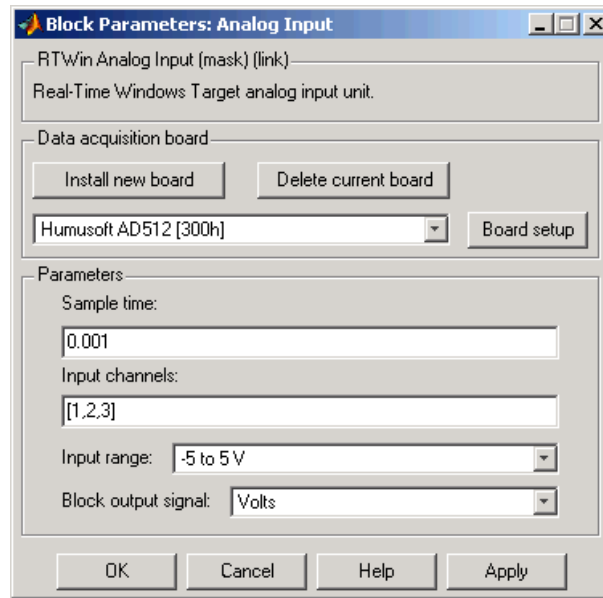 Block Parameters: Analog Input
RTWin Analog Input (mask) (link)
Real-Time Windows Target analog input unit.
Data acquisition board
Install new board Delete current board
Humusoft AD512 [300h] Board setup
Parameters
Sample time:
0.001
Input channels:
[1,2,3]
Input range: -5 to 5 V
Block output signal: Volts
OK Cancel Help Apply